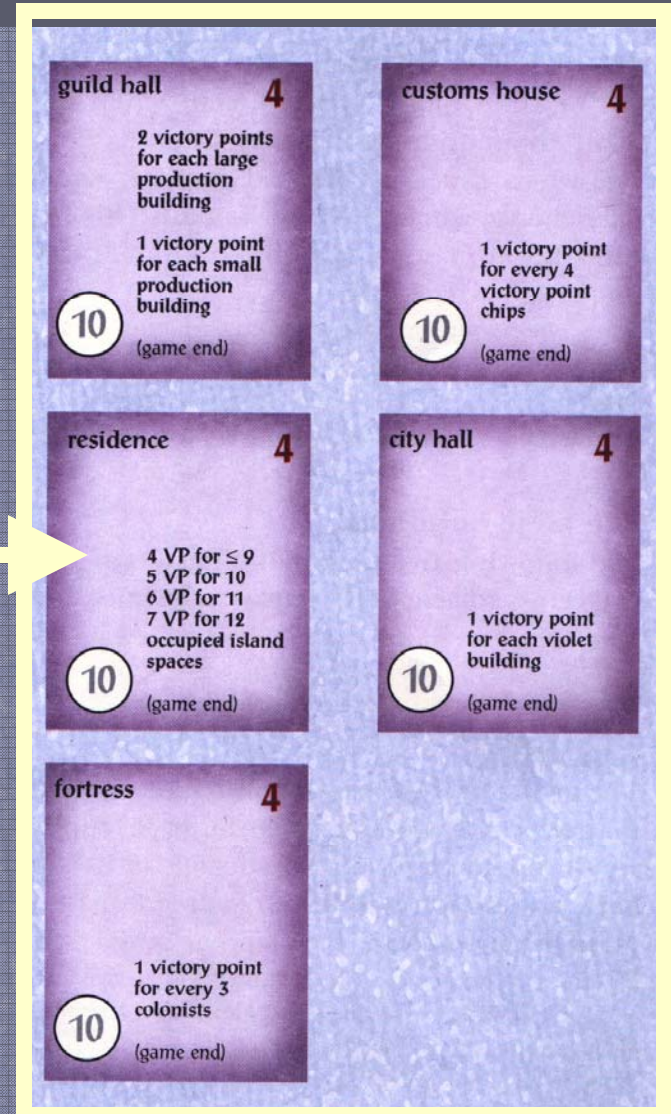 guild hall
4
2 victory points
for each large
production
building
1 victory point
for each small
production
building
10
(game end)
customs house
4
1 victory point
for every 4
victory point
chips
10
(game end)
residence
4
4 VP for ≤ 9
5 VP for 10
6 VP for 11
7 VP for 12
occupied island
spaces
10
(game end)
city hall
4
1 victory point
for each violet
building
10
(game end)
fortress
4
1 victory point
for every 3
colonists
10
(game end)